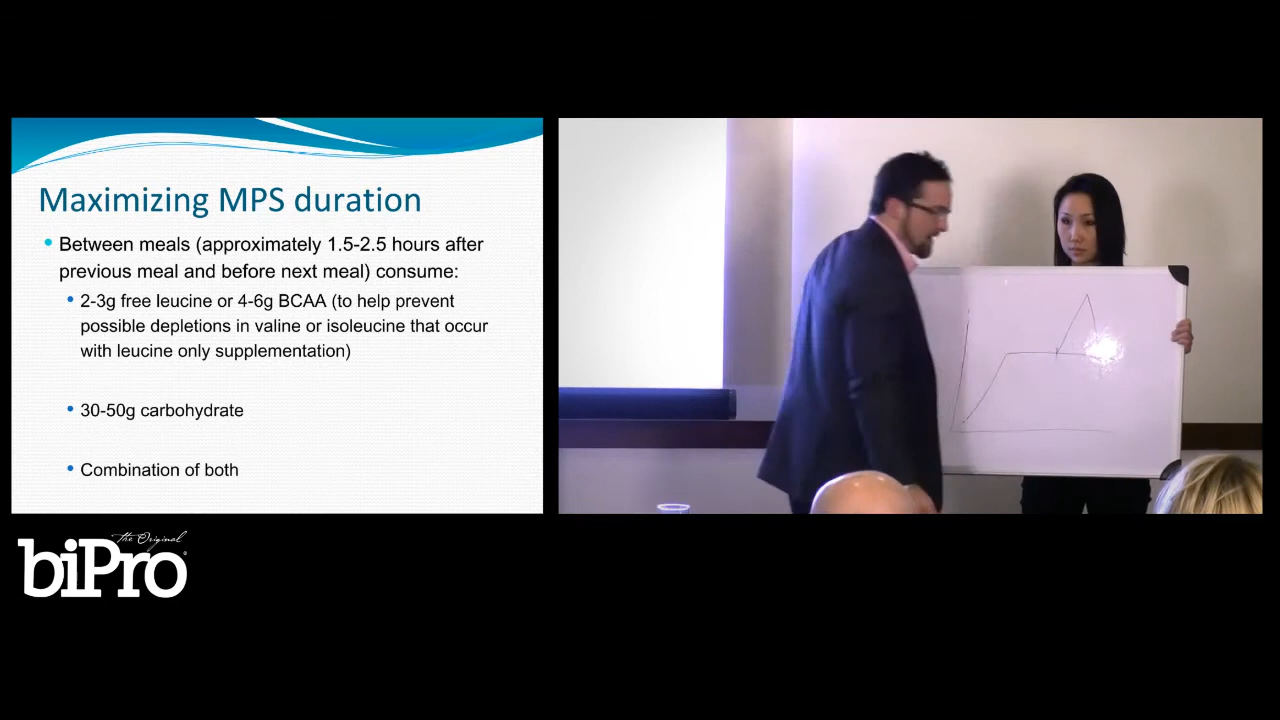 Maximizing MPS duration
• Between meals (approximately 1.5-2.5 hours after
previous meal and before next meal) consume:
• 2-3g free leucine or 4-6g BCAA (to help prevent
possible depletions in valine or isoleucine that occur
with leucine only supplementation)
• 30-50g carbohydrate
• Combination of both
the Original
biPro